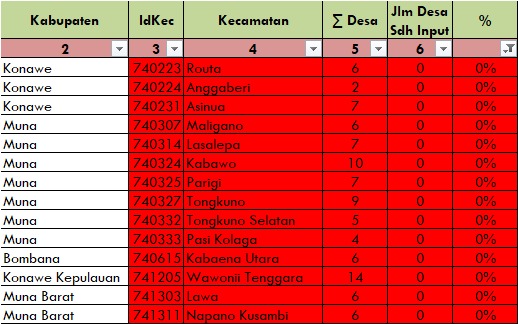 Kabupaten IdKec Kecamatan ∑ Desa Jlm Desa Sdh Input %
2 3 4 5 6
Konawe 740223 Routa 6 0 0%
Konawe 740224 Anggaberi 2 0 0%
Konawe 740231 Asinua 7 0 0%
Muna 740307 Maligano 6 0 0%
Muna 740314 Lasalepa 7 0 0%
Muna 740324 Kabawo 10 0 0%
Muna 740325 Parigi 7 0 0%
Muna 740327 Tongkuno 9 0 0%
Muna 740332 Tongkuno Selatan 5 0 0%
Muna 740333 Pasi Kolaga 4 0 0%
Bombana 740615 Kabaena Utara 6 0 0%
Konawe Kepulauan 741205 Wawonii Tenggara 14 0 0%
Muna Barat 741303 Lawa 6 0 0%
Muna Barat 741311 Napano Kusambi 6 0 0%